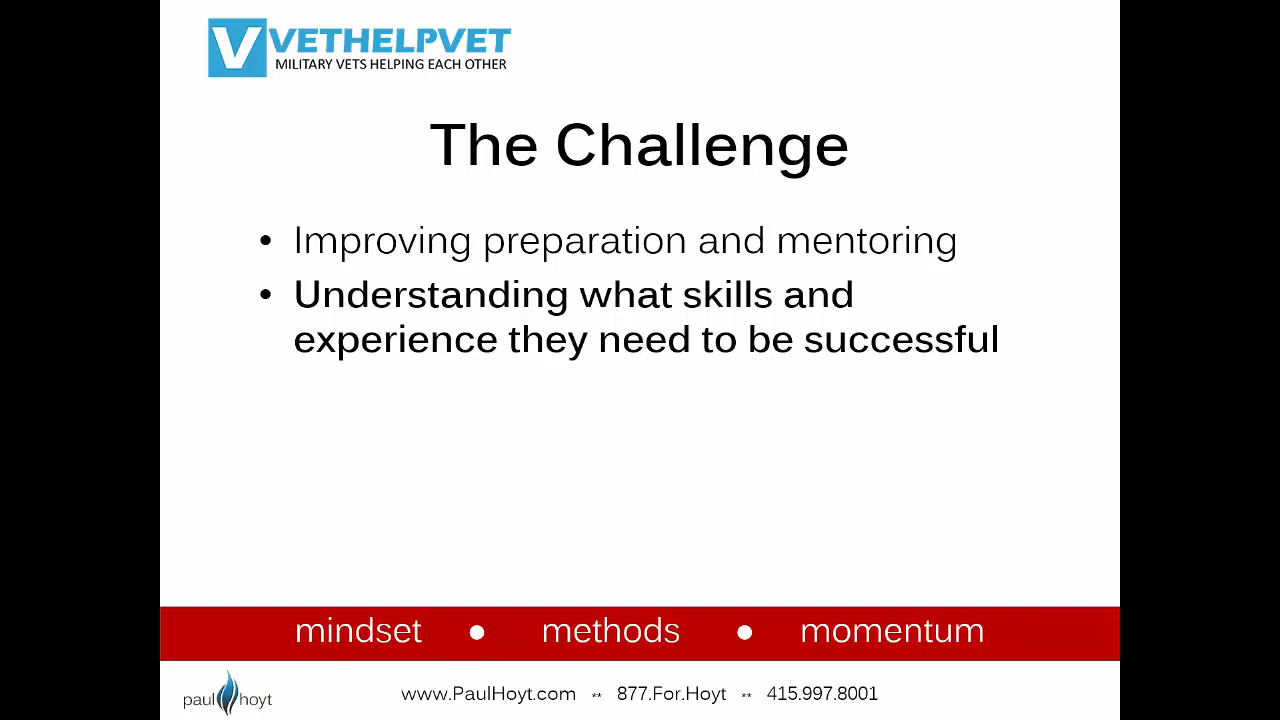 V VETHELPVET
MILITARY VETS HELPING EACH OTHER
The Challenge
• Improving preparation and mentoring
• Understanding what skills and
experience they need to be successful
mindset ● methods ● momentum
paul hoyt
www.PaulHoyt.com ** 877.For.Hoyt ** 415.997.8001